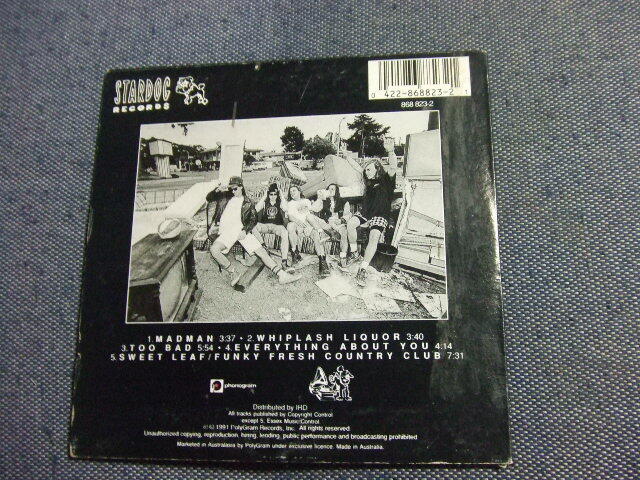 STARDOG
RECORDS
0 422-868823-2 1
868 823-2
1.MADMAN 3:37 • 2.WHIPLASH LIQUOR 3:40
3.TOO BAD 5:54 • 4.EVERYTHING ABOUT YOU 4:14
5.SWEET LEAF/FUNKY FRESH COUNTRY CLUB 7:31
phonogram
Distributed by IHD
All tracks published by Copyright Control
except 5, Essex Music/Control
℗© 1991 PolyGram Records, Inc. All rights reserved
Unauthorized copying, reproduction, hiring, lending, public performance and broadcasting prohibited
Marketed in Australasia by PolyGram under exclusive licence. Made in Australia.